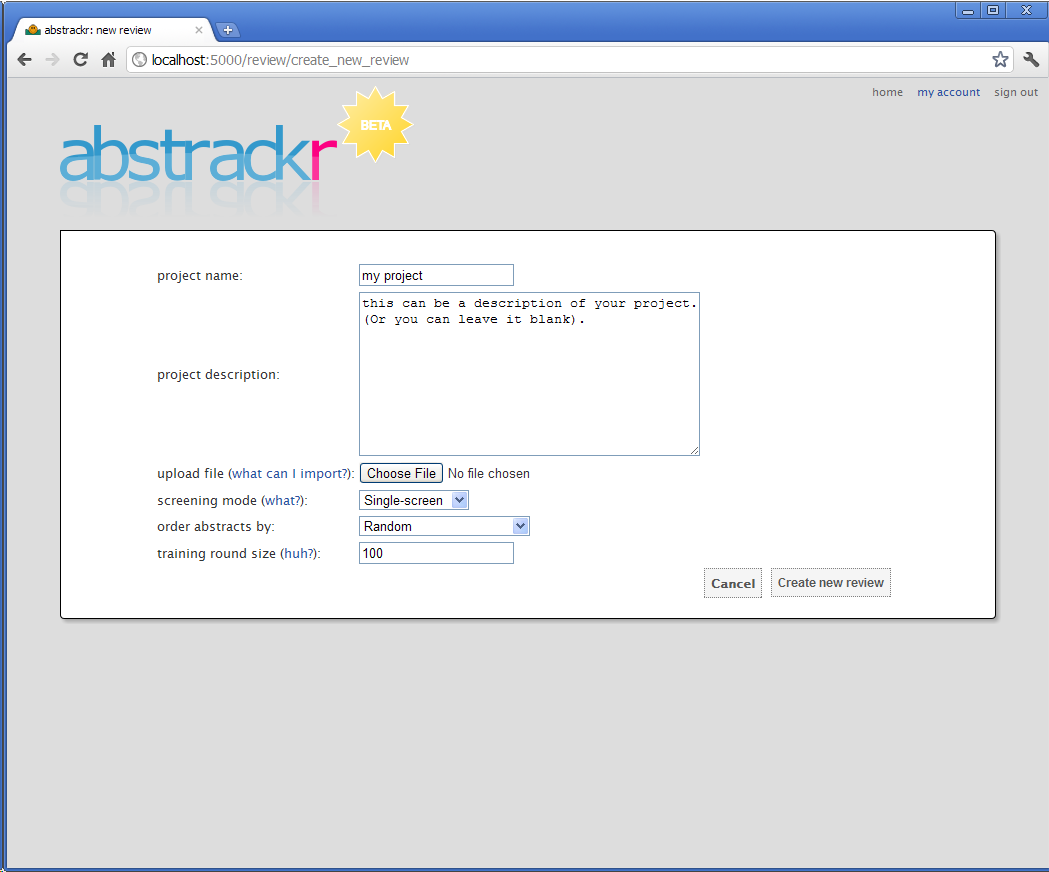 abstrackr: new review
localhost:5000/review/create_new_review
home my account sign out
abstrackr
BETA
project name: my project
this can be a description of your project.
(Or you can leave it blank).
project description:
upload file (what can I import?): Choose File No file chosen
screening mode (what?): Single-screen
order abstracts by: Random
training round size (huh?): 100
Cancel Create new review